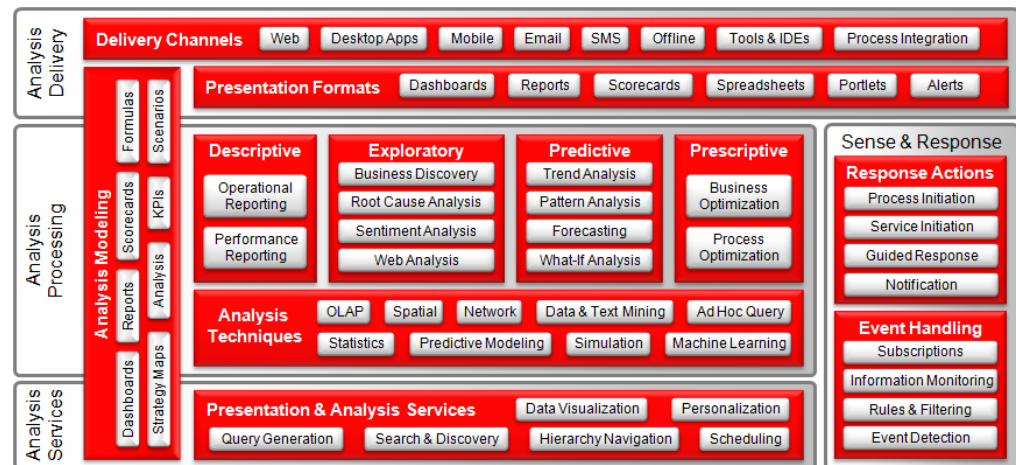 Analysis
Delivery
Delivery Channels
Web
Desktop Apps
Mobile
Email
SMS
Offline
Tools & IDEs
Process Integration
Presentation Formats
Dashboards
Reports
Scorecards
Spreadsheets
Portlets
Alerts
Analysis Modeling
Formulas
Scenarios
Scorecards
KPIs
Reports
Analysis
Dashboards
Strategy Maps
Analysis
Processing
Descriptive
Operational
Reporting
Performance
Reporting
Exploratory
Business Discovery
Root Cause Analysis
Sentiment Analysis
Web Analysis
Predictive
Trend Analysis
Pattern Analysis
Forecasting
What-If Analysis
Prescriptive
Business
Optimization
Process
Optimization
Analysis
Techniques
OLAP
Spatial
Network
Data & Text Mining
Ad Hoc Query
Statistics
Predictive Modeling
Simulation
Machine Learning
Sense & Response
Response Actions
Process Initiation
Service Initiation
Guided Response
Notification
Event Handling
Subscriptions
Information Monitoring
Rules & Filtering
Event Detection
Analysis
Services
Presentation & Analysis Services
Data Visualization
Personalization
Query Generation
Search & Discovery
Hierarchy Navigation
Scheduling